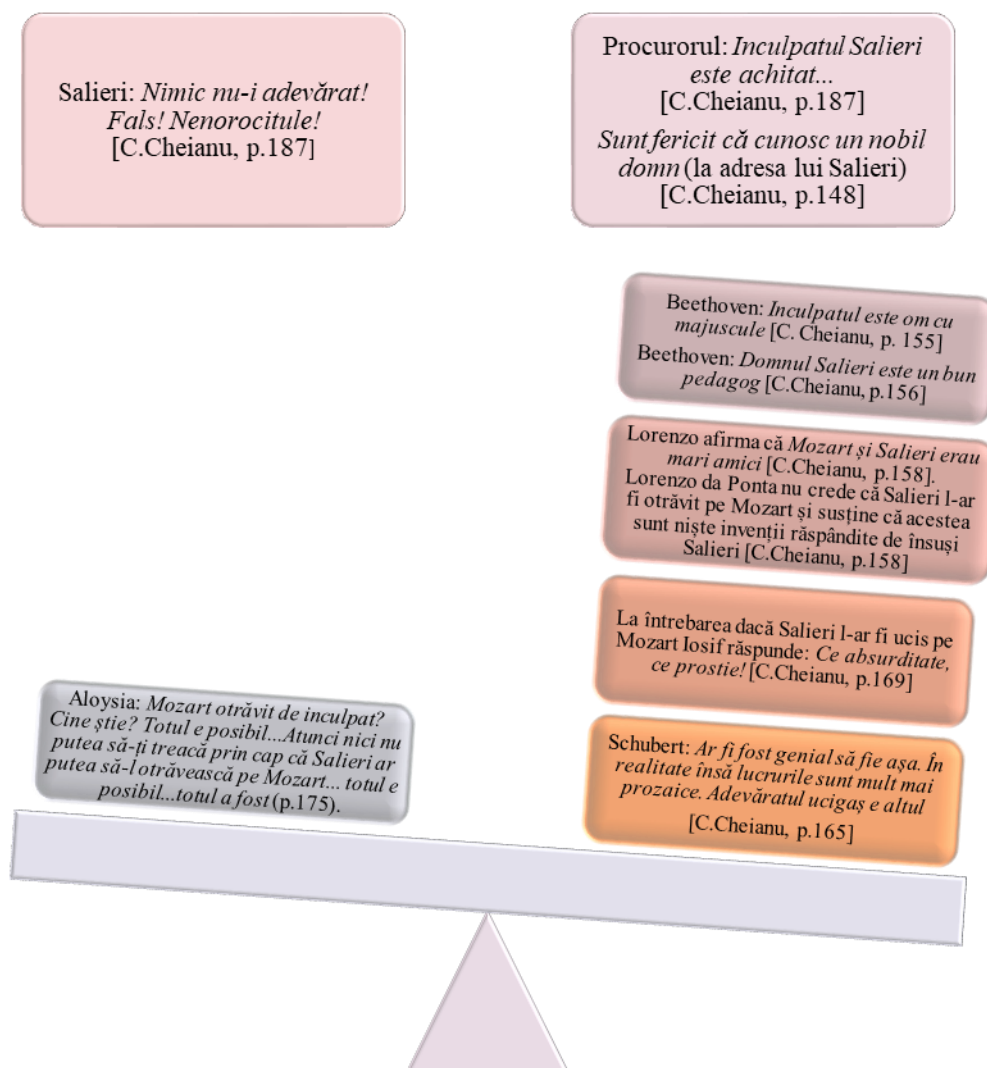 Salieri: Nimic nu-i adevărat!
Fals! Nenorocitule!
[C.Cheianu, p.187]
Procurorul: Inculpatul Salieri
este achitat...
[C.Cheianu, p.187]
Sunt fericit că cunosc un nobil
domn (la adresa lui Salieri)
[C.Cheianu, p.148]
Beethoven: Inculpatul este om cu
majuscule [C. Cheianu, p. 155]
Beethoven: Domnul Salieri este un bun
pedagog [C.Cheianu, p.156]
Lorenzo afirma că Mozart și Salieri erau
mari amici [C.Cheianu, p.158].
Lorenzo da Ponta nu crede că Salieri l-ar
fi otrăvit pe Mozart și susține că acestea
sunt niște invenții răspândite de însuși
Salieri [C.Cheianu, p.158]
La întrebarea dacă Salieri l-ar fi ucis pe
Mozart Iosif răspunde: Ce absurditate,
ce prostie! [C.Cheianu, p.169]
Aloysia: Mozart otrăvit de inculpat?
Cine știe? Totul e posibil...Atunci nici nu
putea să-ți treacă prin cap că Salieri ar
putea să-l otrăvească pe Mozart... totul e
posibil...totul a fost (p.175).
Schubert: Ar fi fost genial să fie așa. În
realitate însă lucrurile sunt mult mai
prozaice. Adevăratul ucigaș e altul
[C.Cheianu, p.165]